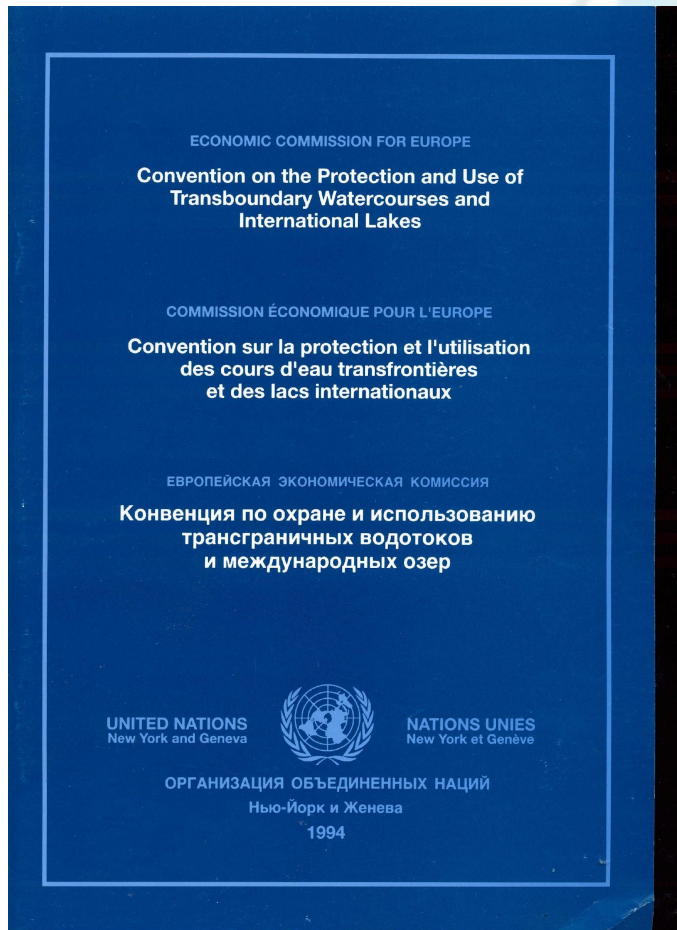 ECONOMIC COMMISSION FOR EUROPE
Convention on the Protection and Use of
Transboundary Watercourses and
International Lakes
COMMISSION ÉCONOMIQUE POUR L'EUROPE
Convention sur la protection et l'utilisation
des cours d'eau transfrontières
et des lacs internationaux
ЕВРОПЕЙСКАЯ ЭКОНОМИЧЕСКАЯ КОМИССИЯ
Конвенция по охране и использованию
трансграничных водотоков
и международных озер
UNITED NATIONS
New York and Geneva
NATIONS UNIES
New York et Genève
ОРГАНИЗАЦИЯ ОБЪЕДИНЕННЫХ НАЦИЙ
Нью-Йорк и Женева
1994